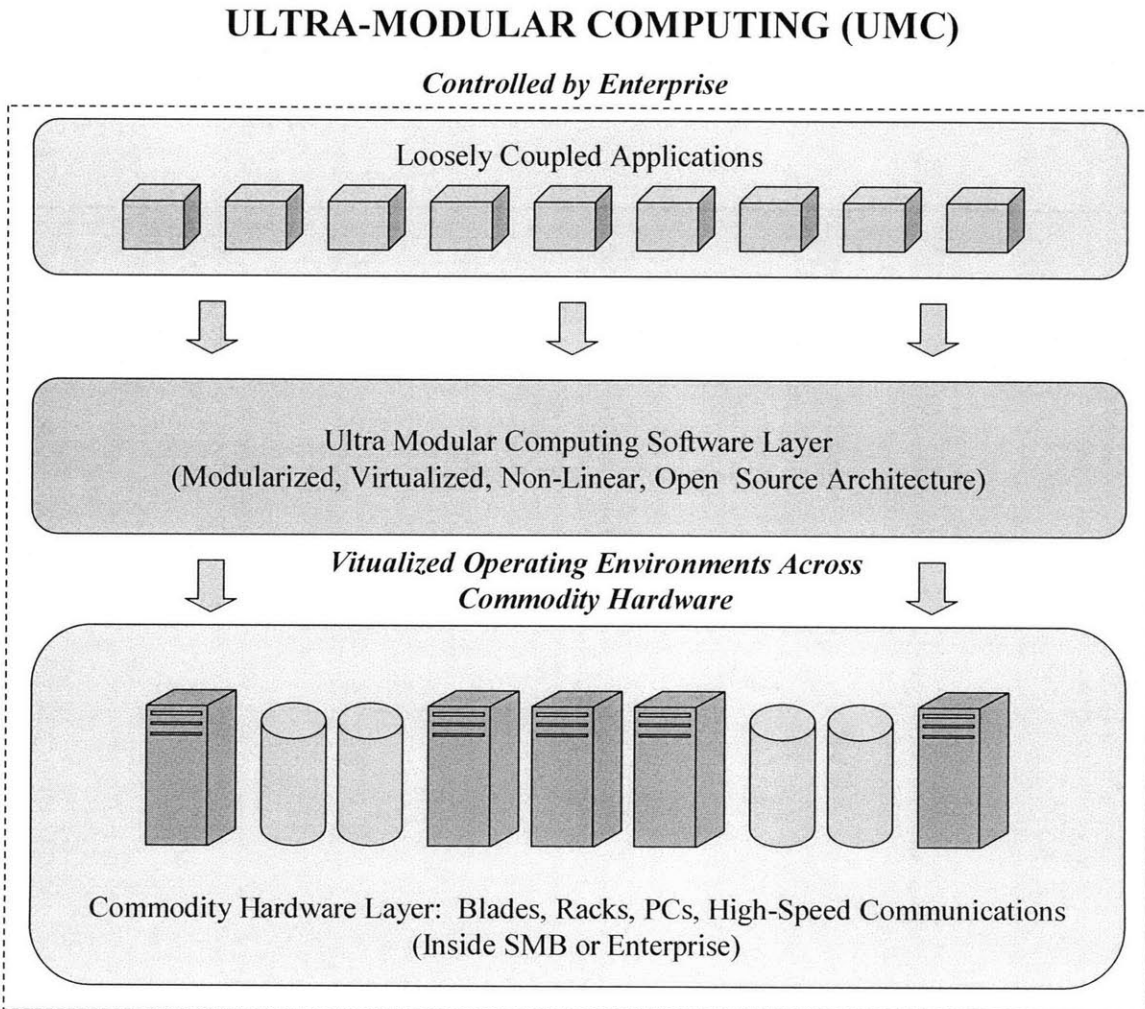 ULTRA-MODULAR COMPUTING (UMC)
Controlled by Enterprise
Loosely Coupled Applications
Ultra Modular Computing Software Layer
(Modularized, Virtualized, Non-Linear, Open Source Architecture)
Vitualized Operating Environments Across
Commodity Hardware
Commodity Hardware Layer: Blades, Racks, PCs, High-Speed Communications
(Inside SMB or Enterprise)